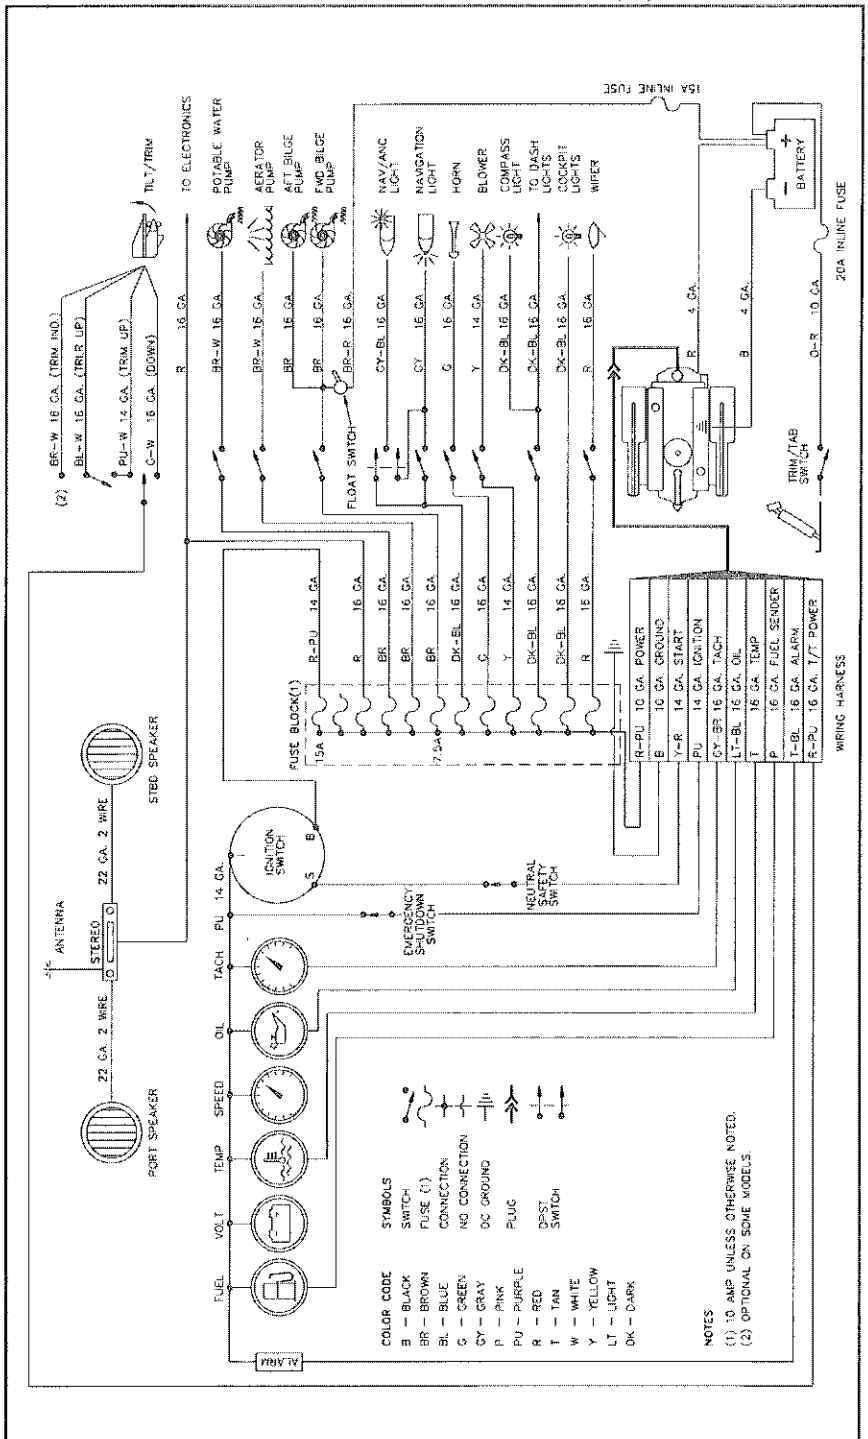 PORT SPEAKER
22 GA. 2 WIRE
ANTENNA
STEREO
22 GA. 2 WIRE
STBD SPEAKER
(2)
BR-W 16 GA. (TRIM IND.)
BL-W 16 GA. (TRLR UP)
PU-W 14 GA. (TRIM UP)
G-W 16 GA. (DOWN)
TILT/TRIM
R 16 GA.
TO ELECTRONICS
BR-W 16 GA.
POTABLE WATER
PUMP
BR-W 16 GA.
AERATOR
PUMP
BR 16 GA.
AFT BILGE
PUMP
BR 16 GA.
FWD BILGE
PUMP
BR-R 16 GA.
FLOAT SWITCH
15A INLINE FUSE
GY-BL 16 GA.
NAV/ANC
LIGHT
GY 16 GA.
NAVIGATION
LIGHT
G 16 GA.
HORN
Y 14 GA.
BLOWER
DK-BL 16 GA.
COMPASS
LIGHT
DK-BL 16 GA.
TO DASH
LIGHTS
DK-BL 16 GA.
COCKPIT
LIGHTS
R 16 GA.
WIPER
FUEL
VOLT
TEMP
SPEED
OIL
TACH
PU 14 GA.
ALARM
IGNITION
SWITCH
S
B
EMERGENCY
SHUTDOWN
SWITCH
NEUTRAL
SAFETY
SWITCH
FUSE BLOCK(1)
15A
7.5A
R-PU 14 GA.
R 16 GA.
BR 16 GA.
BR 16 GA.
BR 16 GA.
DK-BL 16 GA.
G 16 GA.
Y 14 GA.
DK-BL 16 GA.
DK-BL 16 GA.
R 16 GA.
R 4 GA.
B 4 GA.
O-R 10 GA.
BATTERY
+
-
20A INLINE FUSE
TRIM/TAB
SWITCH
R-PU 10 GA. POWER
B 10 GA. GROUND
Y-R 14 GA. START
PU 14 GA. IGNITION
GY-BR 16 GA. TACH
LT-BL 16 GA. OIL
T 16 GA. TEMP
P 16 GA. FUEL SENDER
T-BL 16 GA. ALARM
R-PU 16 GA. T/T POWER
WIRING HARNESS
COLOR CODE
B - BLACK
BR - BROWN
BL - BLUE
G - GREEN
GY - GRAY
P - PINK
PU - PURPLE
R - RED
T - TAN
W - WHITE
Y - YELLOW
LT - LIGHT
DK - DARK
SYMBOLS
SWITCH
FUSE (1)
CONNECTION
NO CONNECTION
DC GROUND
PLUG
DPST
SWITCH
NOTES
(1) 10 AMP UNLESS OTHERWISE NOTED.
(2) OPTIONAL ON SOME MODELS.